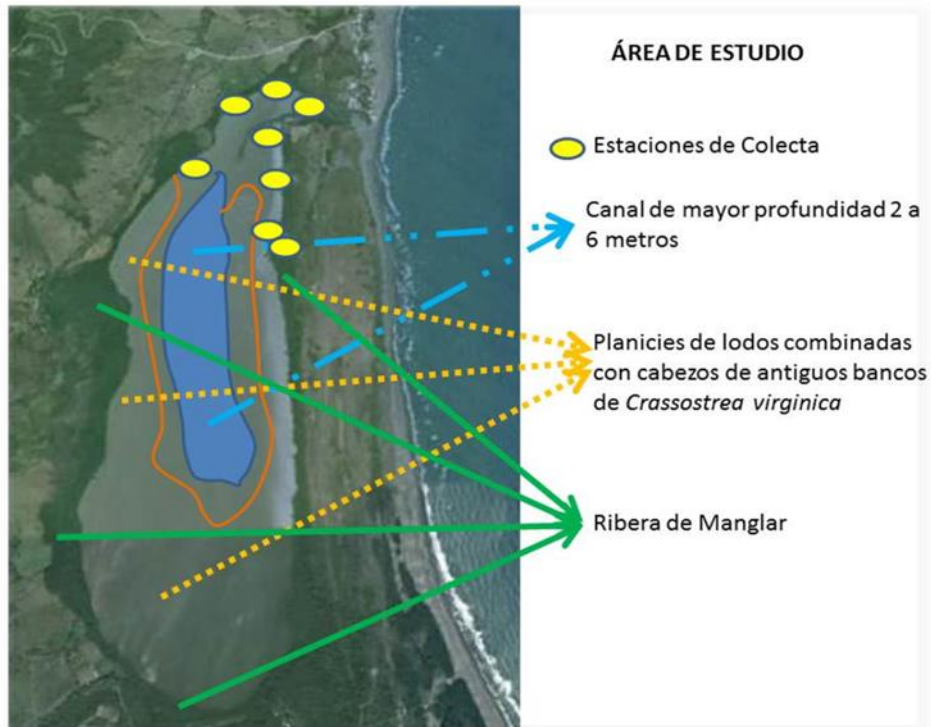 ÁREA DE ESTUDIO
Estaciones de Colecta
Canal de mayor profundidad 2 a
6 metros
Planicies de lodos combinadas
con cabezos de antiguos bancos
de Crassostrea virginica
Ribera de Manglar